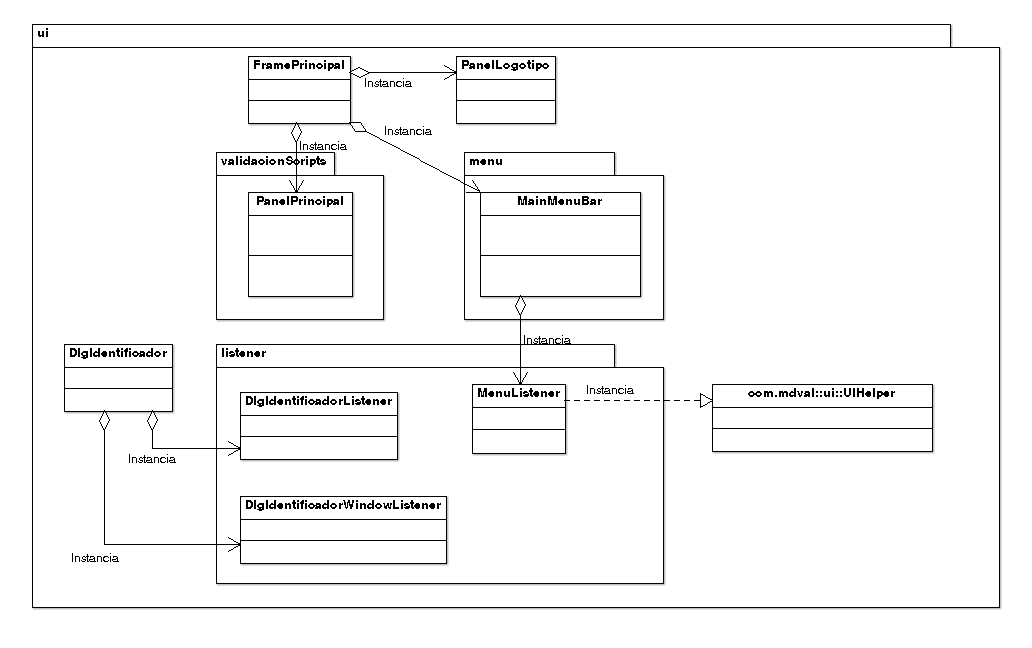 ui
FramePrincipal
PanelLogotipo
Instancia
Instancia
Instancia
validacionScripts
menu
PanelPrincipal
MainMenuBar
Instancia
DlgIdentificador
listener
DlgIdentificadorListener
MenuListener
Instancia
com.mdval::ui::UIHelper
Instancia
DlgIdentificadorWindowListener
Instancia